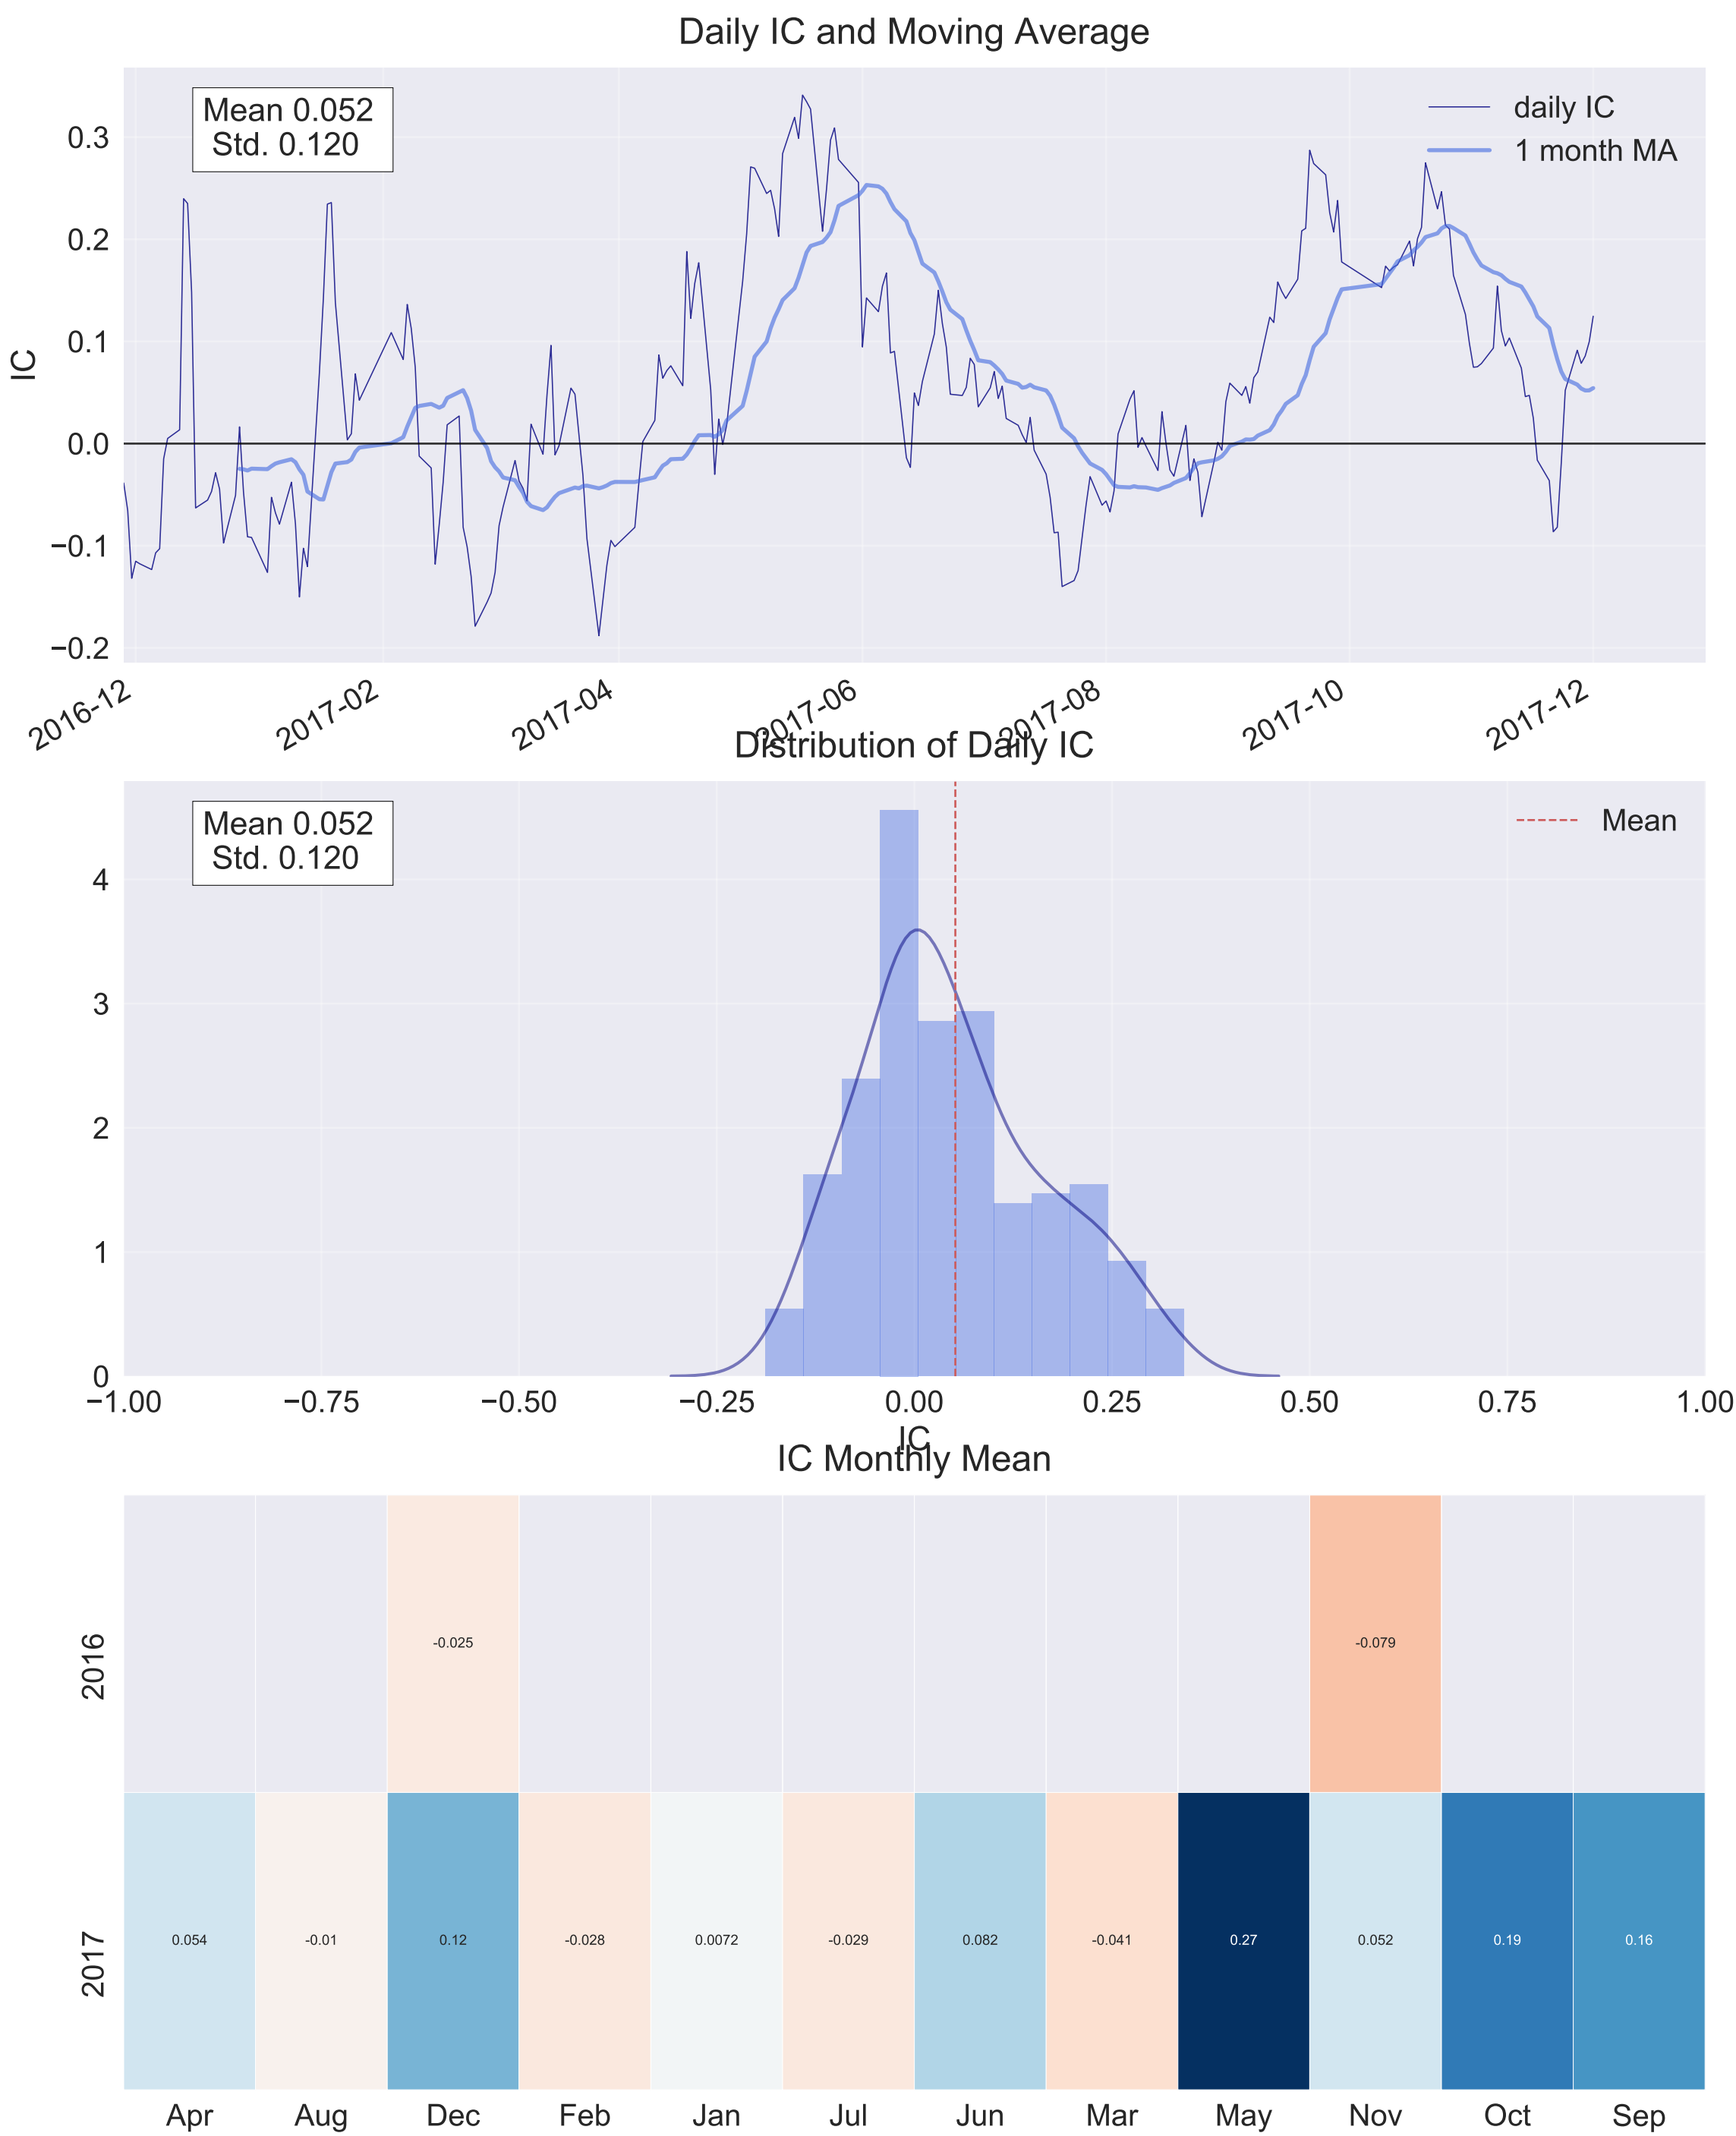 Daily IC and Moving Average
Mean 0.052
Std. 0.120
daily IC
1 month MA
IC
0.3
0.2
0.1
0.0
−0.1
−0.2
2016-12
2017-02
2017-04
2017-06
2017-08
2017-10
2017-12
Distribution of Daily IC
Mean 0.052
Std. 0.120
Mean
4
3
2
1
0
−1.00
−0.75
−0.50
−0.25
0.00
0.25
0.50
0.75
1.00
IC
IC Monthly Mean
2016
-0.025
-0.079
2017
0.054
-0.01
0.12
-0.028
0.0072
-0.029
0.082
-0.041
0.27
0.052
0.19
0.16
Apr
Aug
Dec
Feb
Jan
Jul
Jun
Mar
May
Nov
Oct
Sep